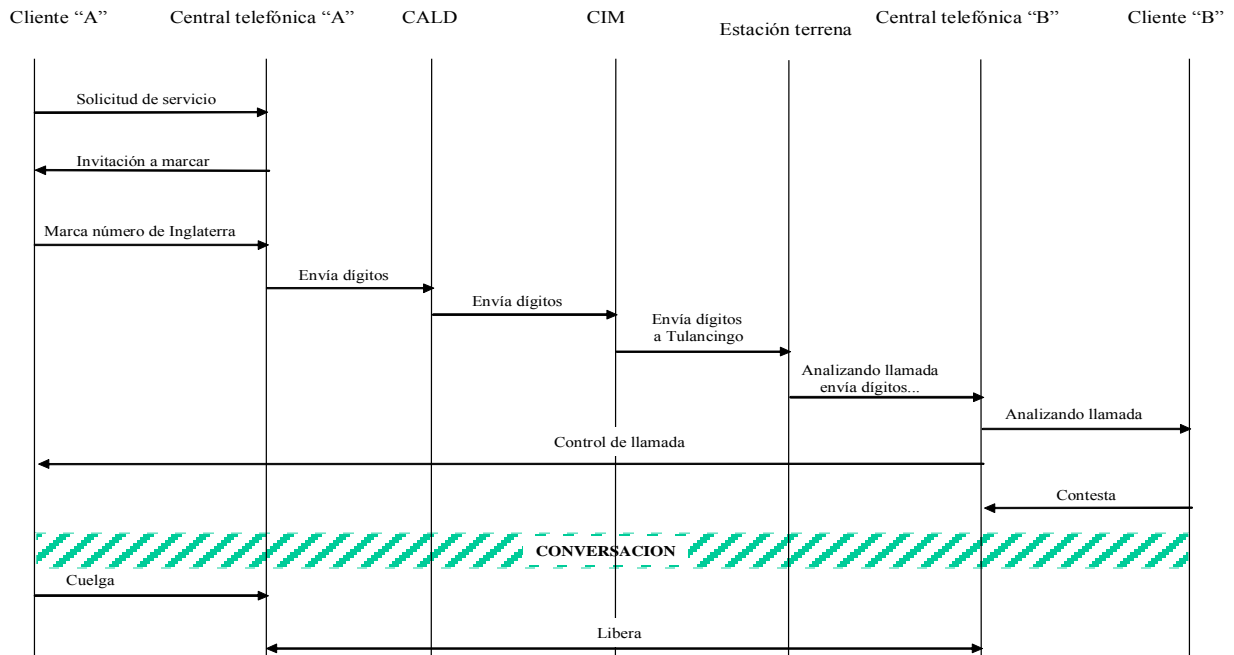 Cliente “A”
Central telefónica “A”
CALD
CIM
Estación terrena
Central telefónica “B”
Cliente “B”
Solicitud de servicio
Invitación a marcar
Marca número de Inglaterra
Envía dígitos
Envía dígitos
Envía dígitos
a Tulancingo
Analizando llamada
envía dígitos...
Analizando llamada
Control de llamada
Contesta
CONVERSACION
Cuelga
Libera